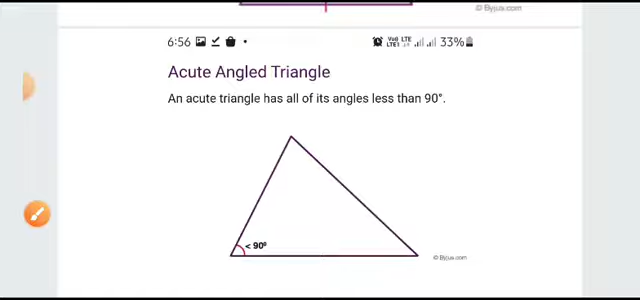 © Byjus.com
6:56 33%
Acute Angled Triangle
An acute triangle has all of its angles less than 90°.
< 90⁰
© Byjus.com